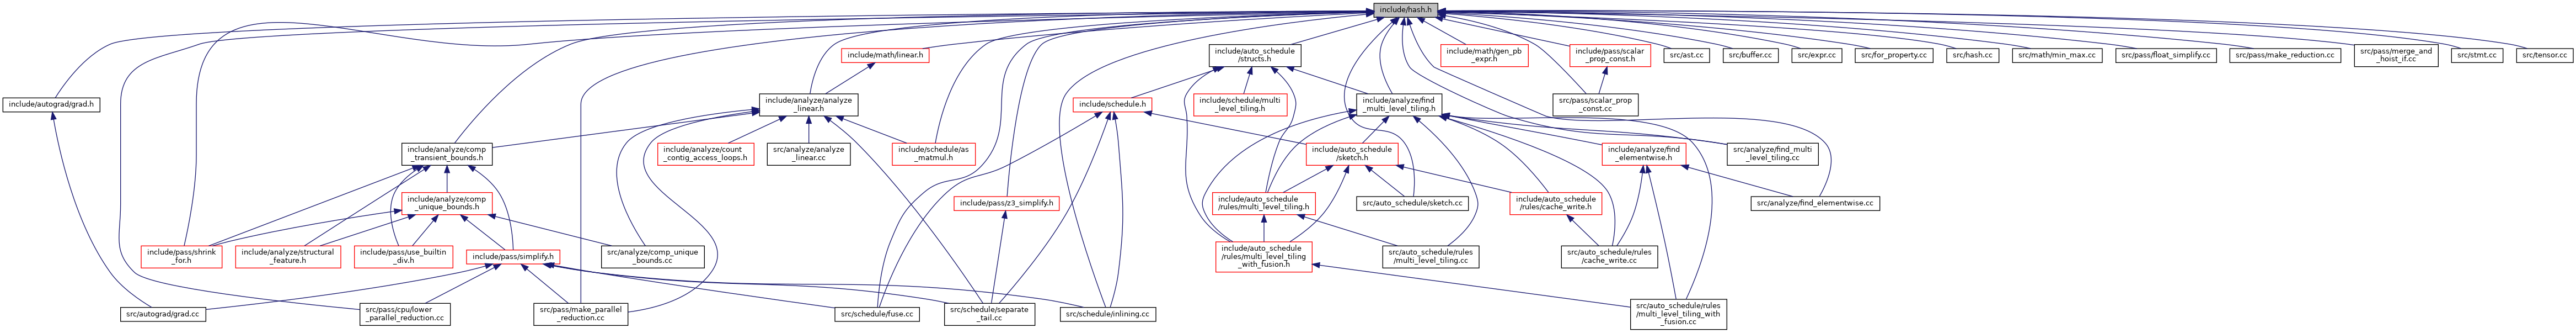 include/hash.h
include/auto_schedule
/structs.h
include/math/linear.h
include/math/gen_pb
_expr.h
include/pass/scalar
_prop_const.h
src/ast.cc
src/buffer.cc
src/expr.cc
src/for_property.cc
src/hash.cc
src/math/min_max.cc
src/pass/float_simplify.cc
src/pass/make_reduction.cc
src/pass/merge_and
_hoist_if.cc
src/stmt.cc
src/tensor.cc
include/autograd/grad.h
include/analyze/analyze
_linear.h
include/schedule.h
include/schedule/multi
_level_tiling.h
include/analyze/find
_multi_level_tiling.h
src/pass/scalar_prop
_const.cc
include/analyze/comp
_transient_bounds.h
include/analyze/count
_contig_access_loops.h
src/analyze/analyze
_linear.cc
include/schedule/as
_matmul.h
include/auto_schedule
/sketch.h
include/analyze/find
_elementwise.h
src/analyze/find_multi
_level_tiling.cc
include/analyze/comp
_unique_bounds.h
include/pass/z3_simplify.h
include/auto_schedule
/rules/multi_level_tiling.h
src/auto_schedule/sketch.cc
include/auto_schedule
/rules/cache_write.h
src/analyze/find_elementwise.cc
include/pass/shrink
_for.h
include/analyze/structural
_feature.h
include/pass/use_builtin
_div.h
include/pass/simplify.h
src/analyze/comp_unique
_bounds.cc
include/auto_schedule
/rules/multi_level_tiling
_with_fusion.h
src/auto_schedule/rules
/multi_level_tiling.cc
src/auto_schedule/rules
/cache_write.cc
src/autograd/grad.cc
src/pass/cpu/lower
_parallel_reduction.cc
src/pass/make_parallel
_reduction.cc
src/schedule/fuse.cc
src/schedule/separate
_tail.cc
src/schedule/inlining.cc
src/auto_schedule/rules
/multi_level_tiling_with
_fusion.cc